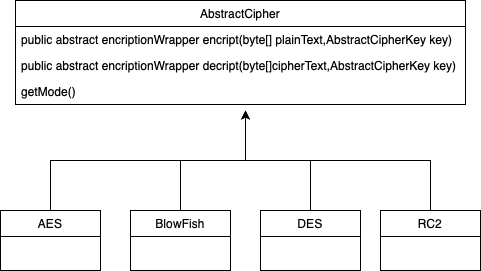 AbstractCipher
public abstract encriptionWrapper encript(byte[] plainText,AbstractCipherKey key)
public abstract encriptionWrapper decript(byte[]cipherText,AbstractCipherKey key)
getMode()
AES
BlowFish
DES
RC2